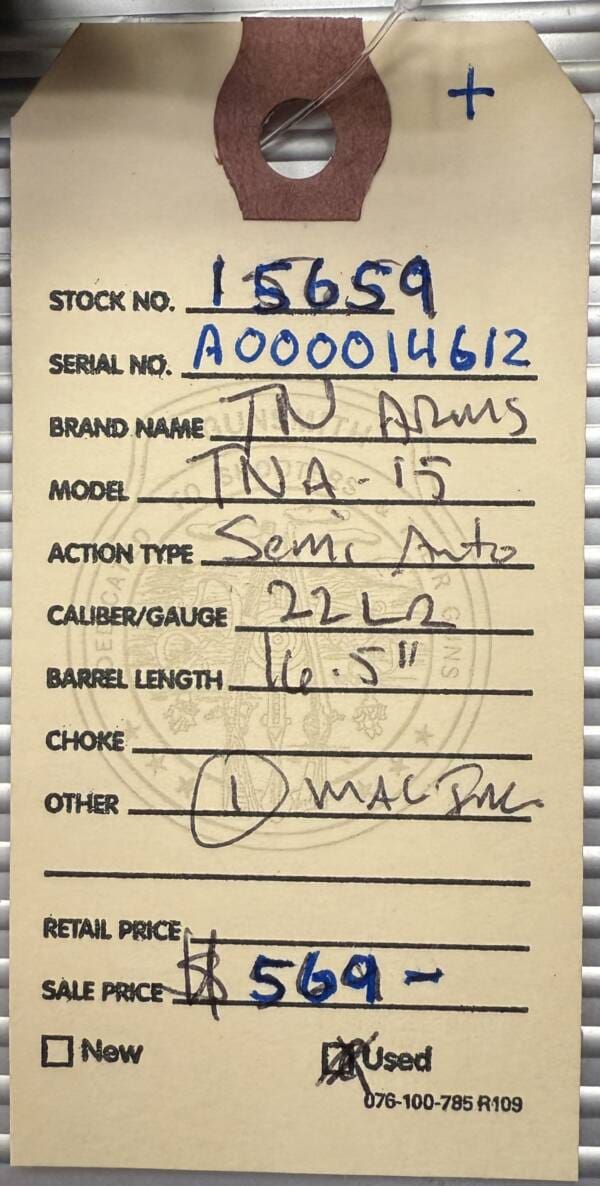 +
STOCK NO. 15659
SERIAL NO. A000014612
BRAND NAME TN ARMS
MODEL TNA-15
ACTION TYPE Semi Auto
CALIBER/GAUGE 22LR
BARREL LENGTH 16.5"
CHOKE
OTHER 1 MAG INC.
RETAIL PRICE
SALE PRICE $569-
New
Used
076-100-785 R109